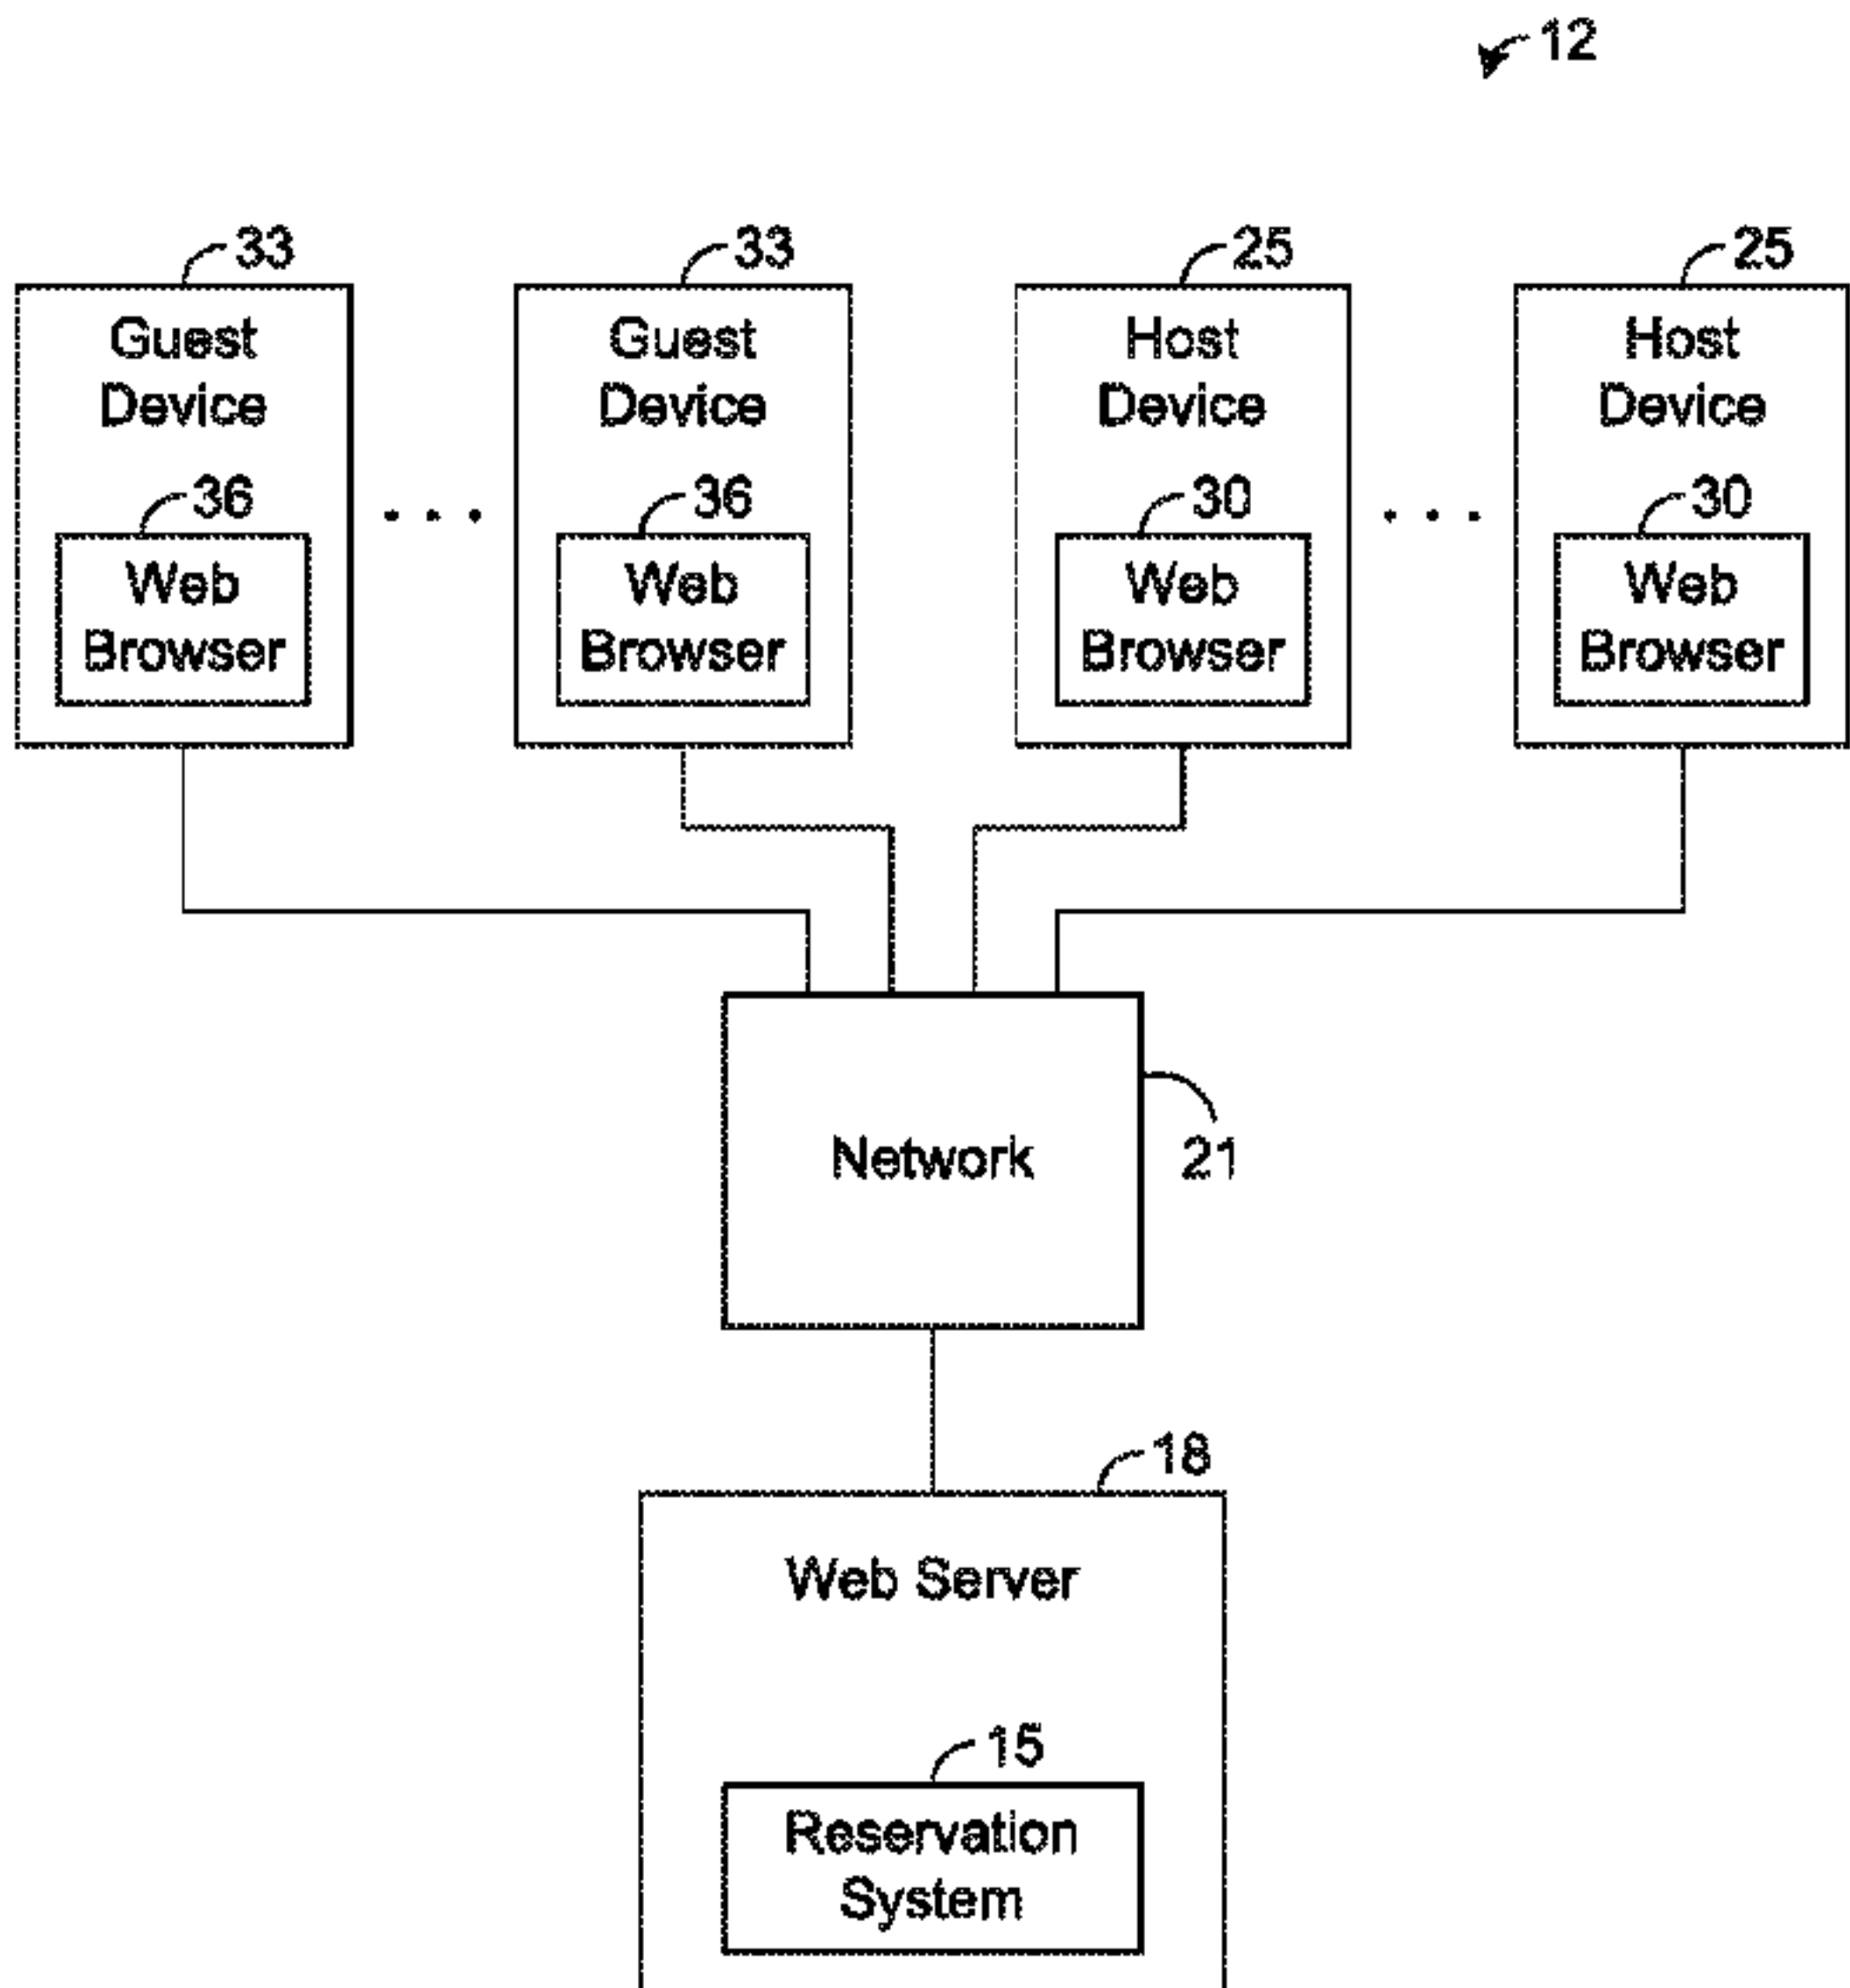 12
33 33 25 25
Guest Guest Host Host
Device Device Device Device
36 36 30 30
Web Web Web Web
Browser Browser Browser Browser
Network
21
18
Web Server
15
Reservation
System